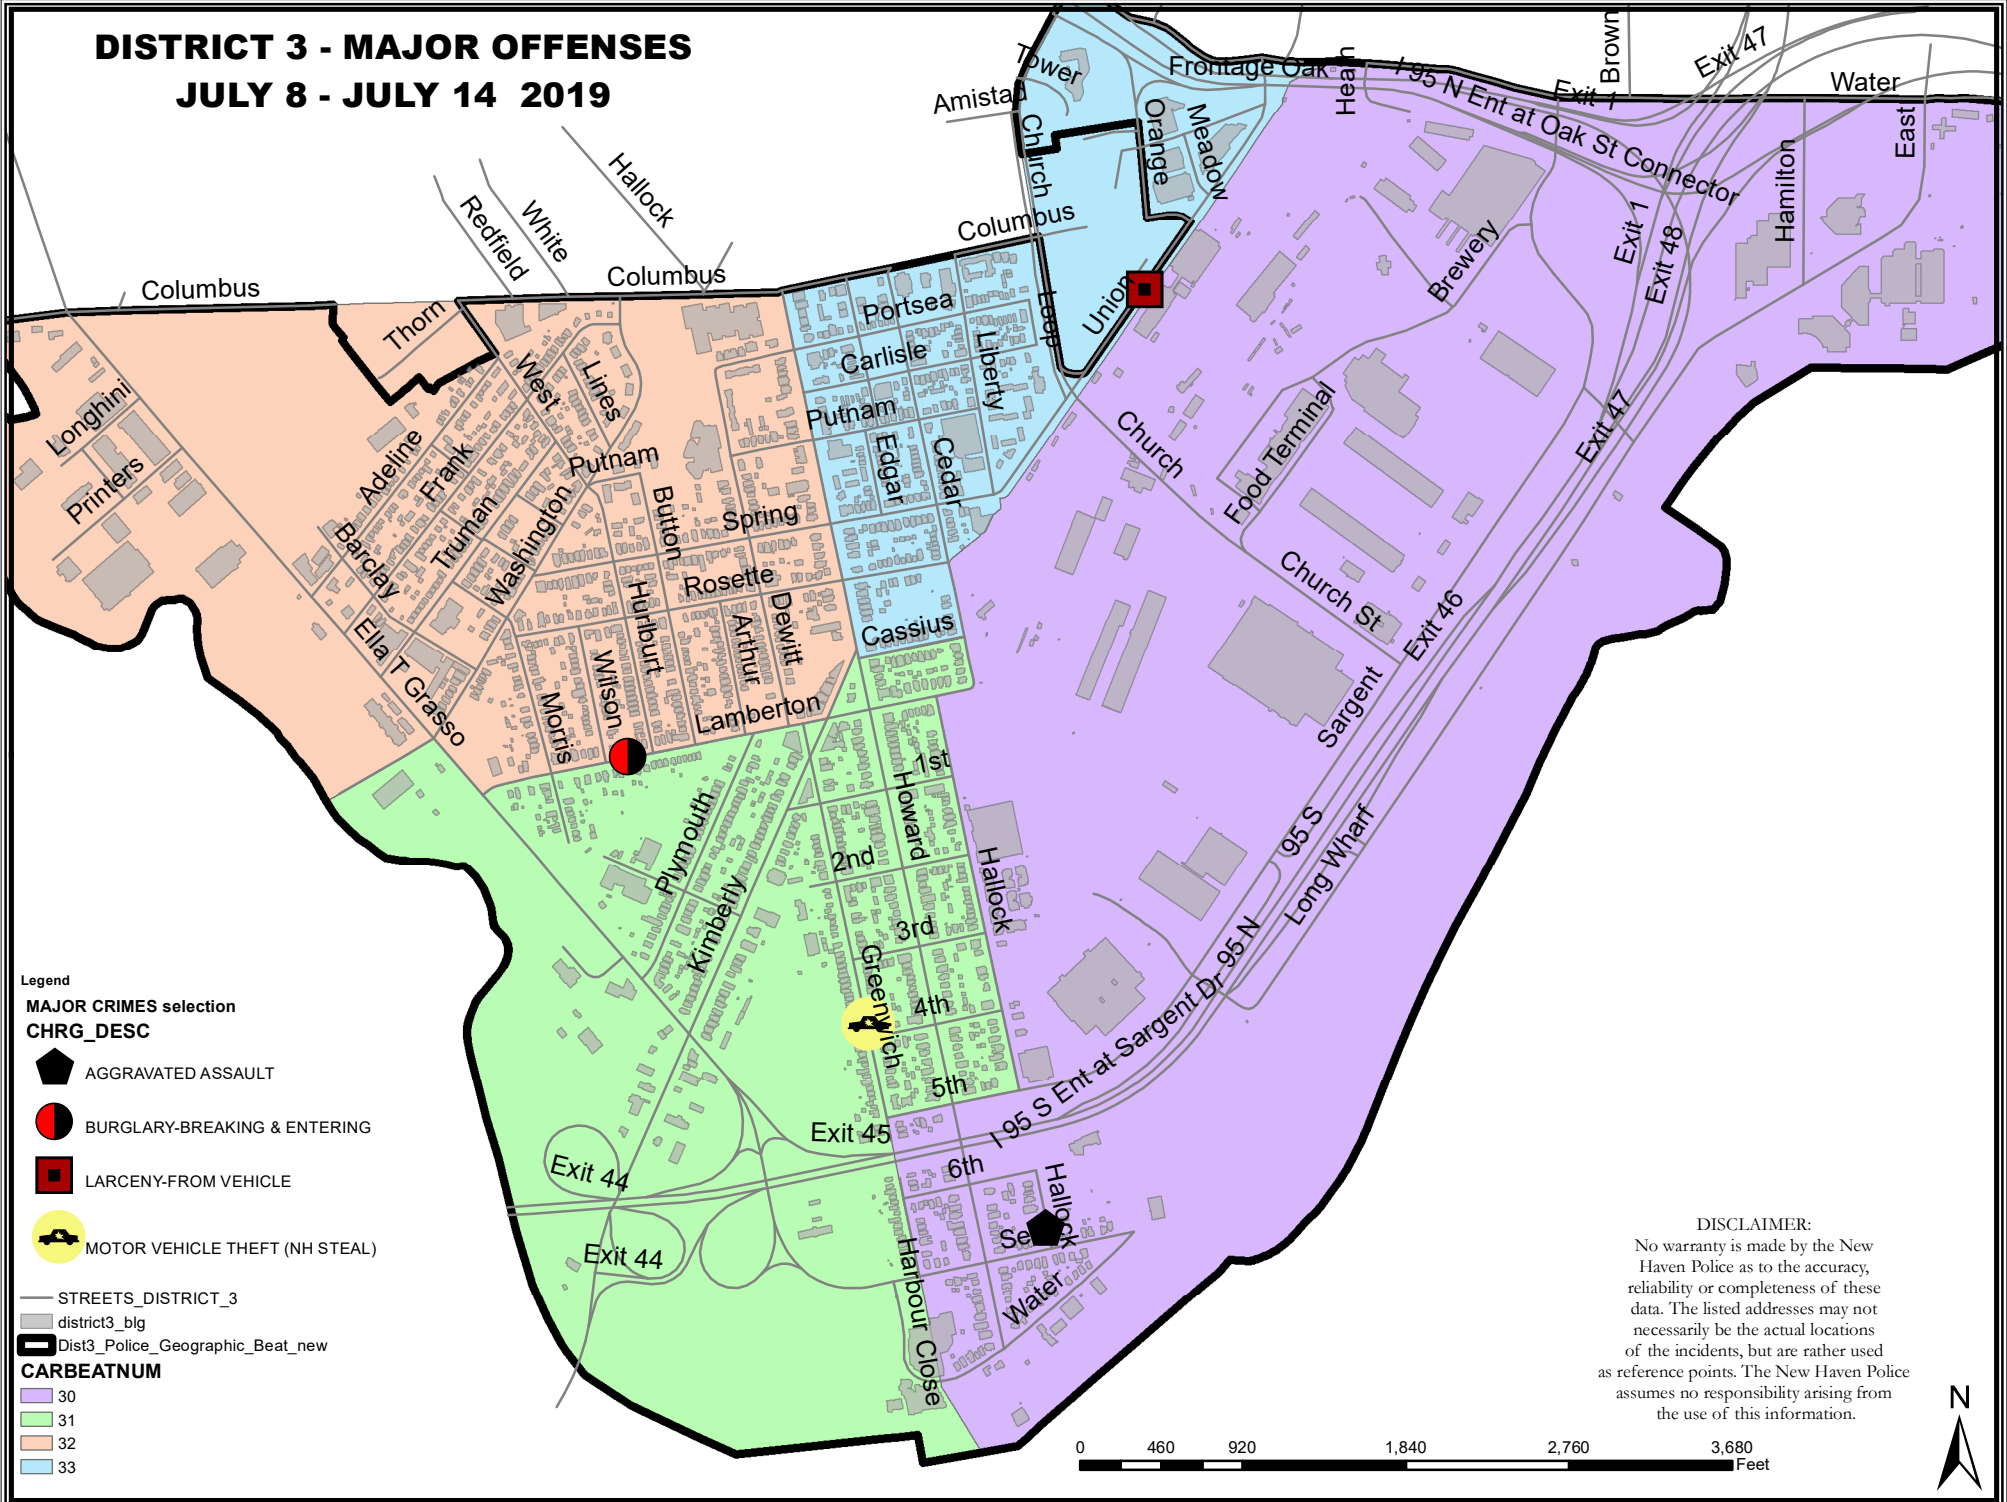 DISTRICT 3 - MAJOR OFFENSES
JULY 8 - JULY 14 2019
Tower
Amistad
Church
Orange
Meadow
Frontage Oak
Heath
I 95 N Ent at Oak St Connector
Exit 1
Brown
Exit 47
Water
East
Hamilton
Exit 1
Exit 48
Brewery
Hallock
White
Redfield
Columbus
Columbus
Columbus
Thorn
Portsea
Carlisle
Liberty
Loop
Union
Putnam
Edgar
Cedar
Cassius
Longhini
Printers
West
Lines
Adeline
Frank
Truman
Washington
Barclay
Putnam
Button
Spring
Rosette
Hurlburt
Dewitt
Arthur
Wilson
Morris
Lamberton
Ella T Grasso
Church
Food Terminal
Church St
Exit 47
Exit 46
Sargent
95 S
Long Wharf
95 N
I 95 S Ent at Sargent Dr
1st
Howard
2nd
Hallock
3rd
Greenwich
4th
5th
Plymouth
Kimberly
Exit 45
Exit 44
Exit 44
6th
Hallock
Se
Water
Harbour Close
Legend
MAJOR CRIMES selection
CHRG_DESC
AGGRAVATED ASSAULT
BURGLARY-BREAKING & ENTERING
LARCENY-FROM VEHICLE
MOTOR VEHICLE THEFT (NH STEAL)
STREETS_DISTRICT_3
district3_blg
Dist3_Police_Geographic_Beat_new
CARBEATNUM
30
31
32
33
DISCLAIMER:
No warranty is made by the New
Haven Police as to the accuracy,
reliability or completeness of these
data. The listed addresses may not
necessarily be the actual locations
of the incidents, but are rather used
as reference points. The New Haven Police
assumes no responsibility arising from
the use of this information.
N
0 460 920 1,840 2,760 3,680
Feet